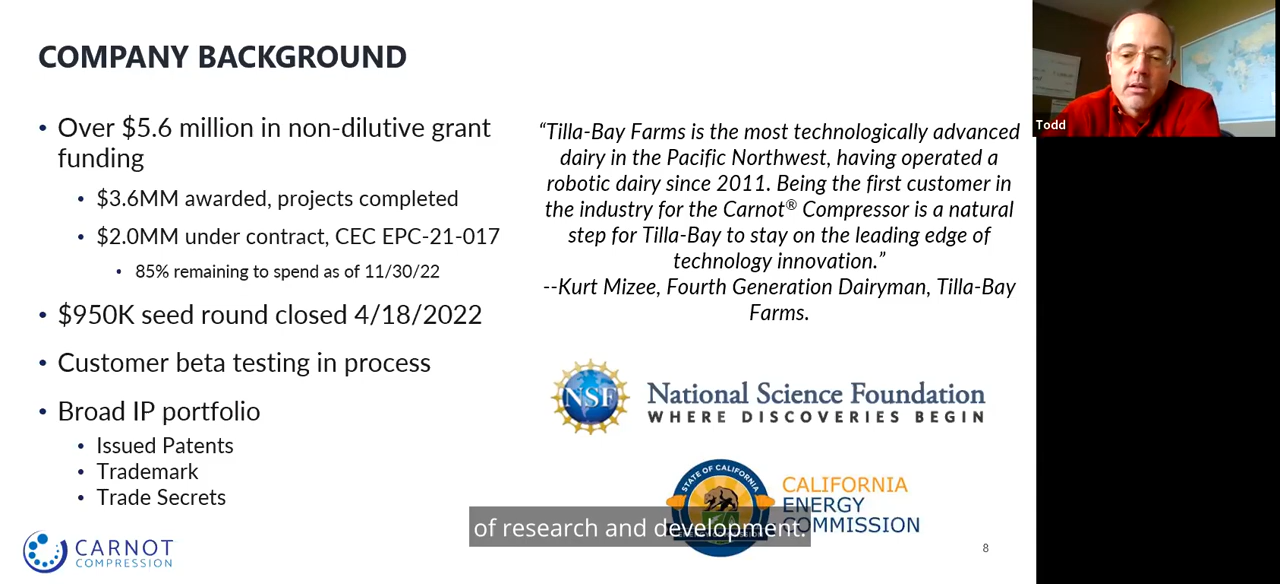 COMPANY BACKGROUND
• Over $5.6 million in non-dilutive grant
funding
• $3.6MM awarded, projects completed
• $2.0MM under contract, CEC EPC-21-017
• 85% remaining to spend as of 11/30/22
• $950K seed round closed 4/18/2022
• Customer beta testing in process
• Broad IP portfolio
• Issued Patents
• Trademark
• Trade Secrets
CARNOT
COMPRESSION
“Tilla-Bay Farms is the most technologically advanced
dairy in the Pacific Northwest, having operated a
robotic dairy since 2011. Being the first customer in
the industry for the Carnot® Compressor is a natural
step for Tilla-Bay to stay on the leading edge of
technology innovation.”
--Kurt Mizee, Fourth Generation Dairyman, Tilla-Bay
Farms.
NSF
National Science Foundation
WHERE DISCOVERIES BEGIN
STATE OF CALIFORNIA
CALIFORNIA
ENERGY
COMMISSION
of research and development.
8
Todd